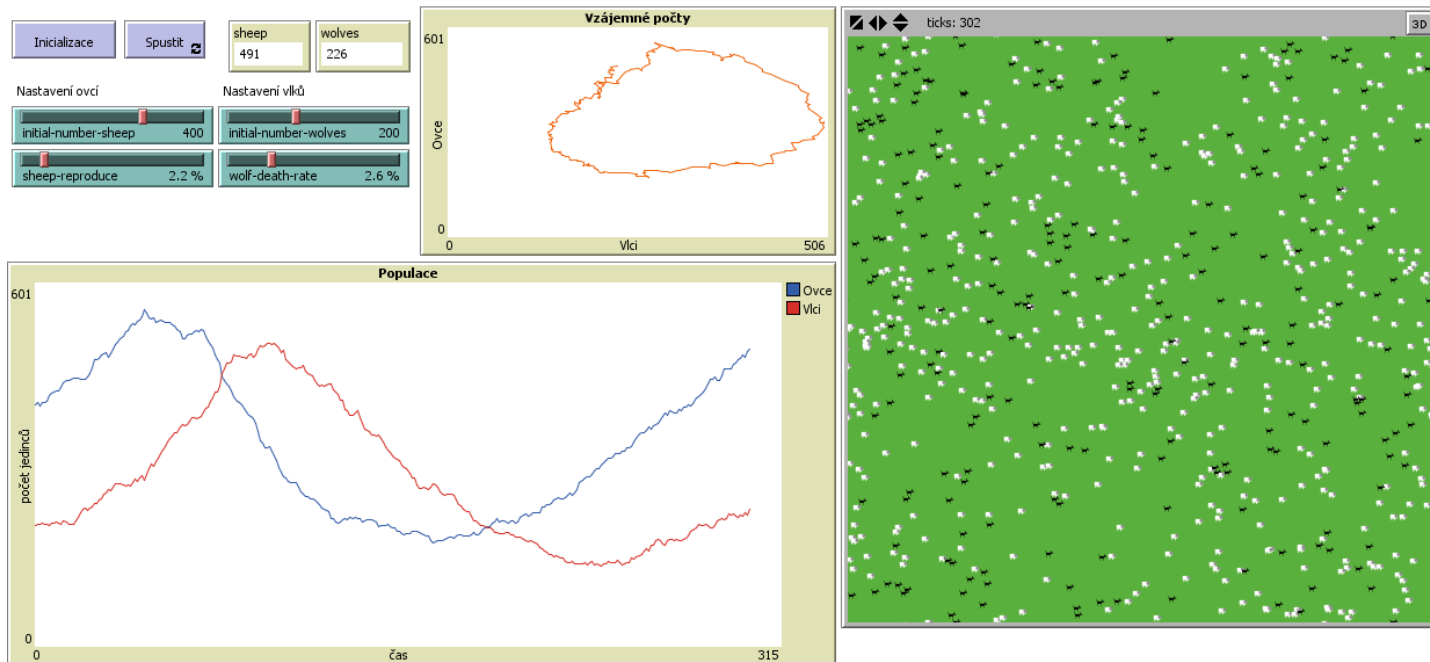 Inicializace
Spustit
sheep
491
wolves
226
Nastavení ovcí
Nastavení vlků
initial-number-sheep 400
initial-number-wolves 200
sheep-reproduce 2.2 %
wolf-death-rate 2.6 %
Vzájemné počty
601
Ovce
0
0
Vlci
506
Populace
601
počet jedinců
0
0
čas
315
Ovce
Vlci
ticks: 302
3D